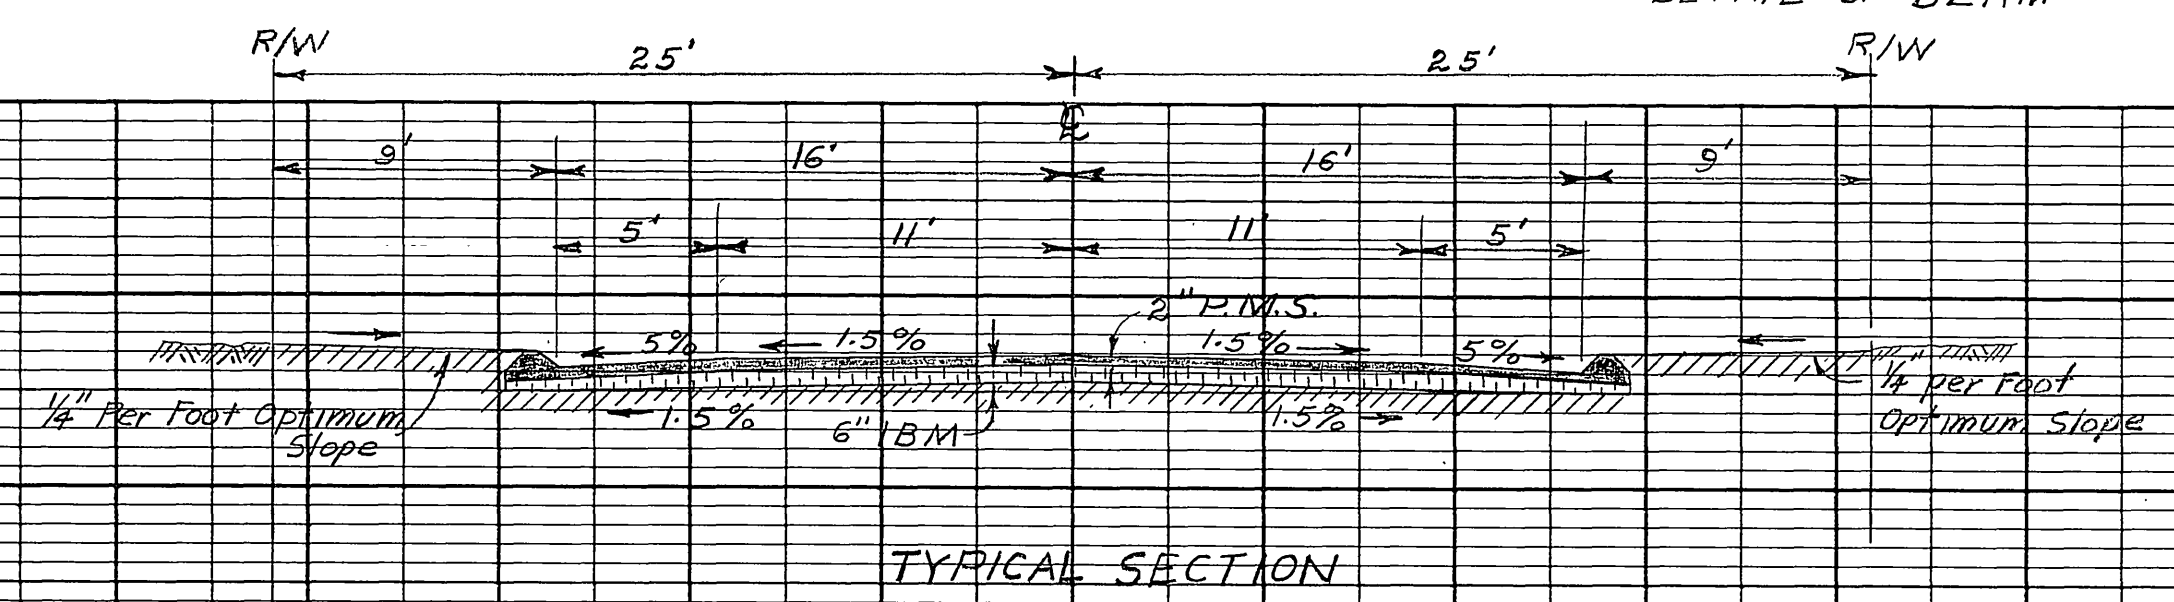 R/W
25'
25'
R/W
℄
9'
16'
16'
9'
5'
11'
11'
5'
2" P.M.S.
5%
1.5%
1.5%
5%
1/4" Per Foot Optimum
Slope
1.5%
6" IBM
1.5%
1/4" per Foot
Optimum Slope
TYPICAL SECTION